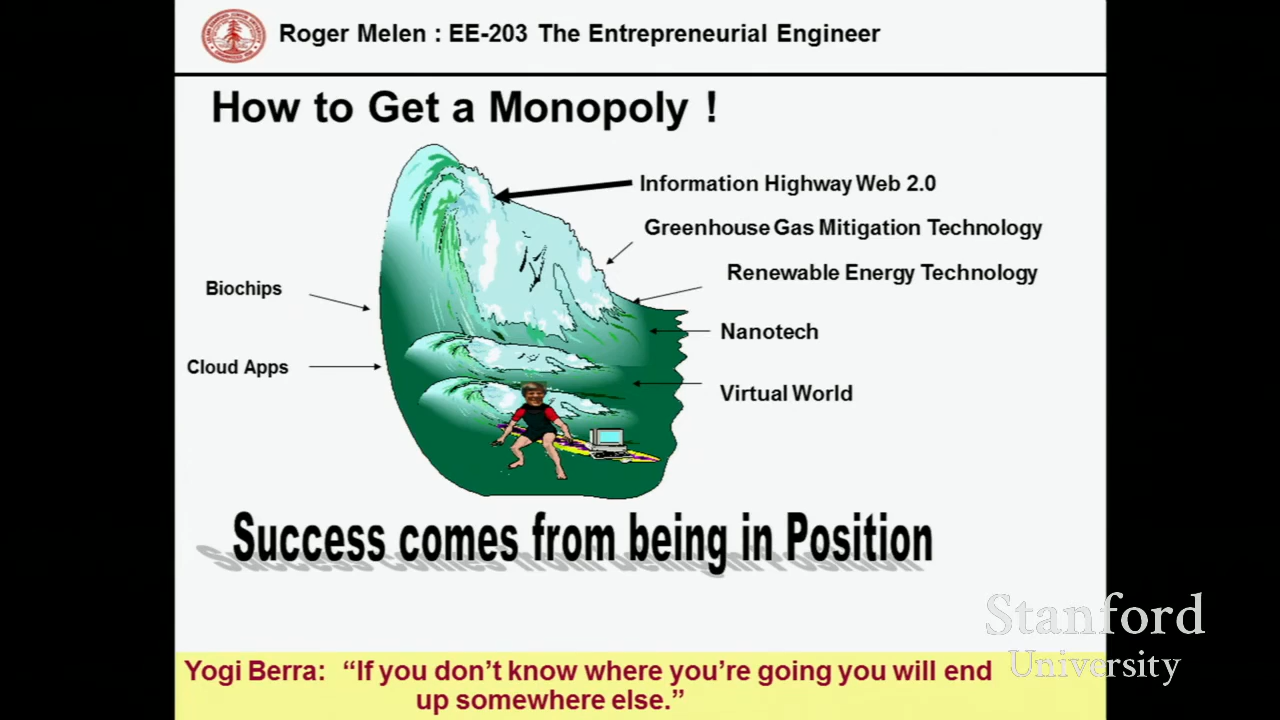 Roger Melen : EE-203 The Entrepreneurial Engineer
How to Get a Monopoly !
Information Highway Web 2.0
Greenhouse Gas Mitigation Technology
Renewable Energy Technology
Biochips
Nanotech
Cloud Apps
Virtual World
Success comes from being in Position
Stanford
University
Yogi Berra: “If you don’t know where you’re going you will end
up somewhere else.”